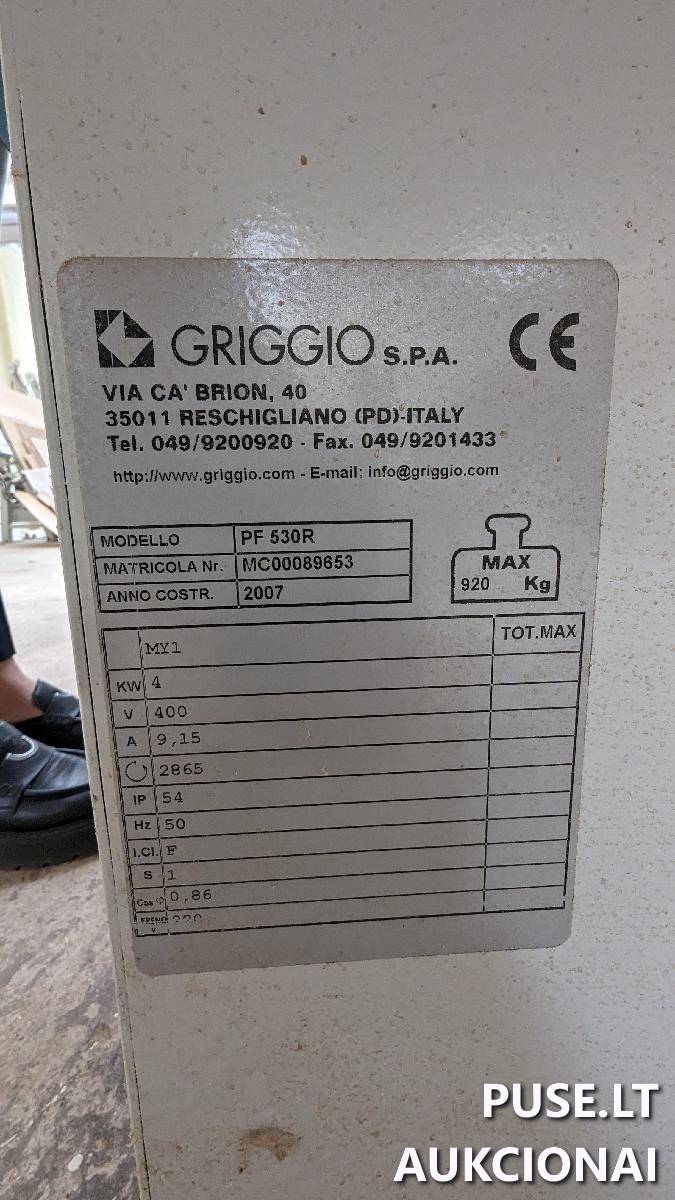 GRIGGIO S.P.A.
CE
VIA CA' BRION, 40
35011 RESCHIGLIANO (PD)-ITALY
Tel. 049/9200920 - Fax. 049/9201433
http://www.griggio.com - E-mail: info@griggio.com
MODELLO PF 530R
MATRICOLA Nr. MC00089653
ANNO COSTR. 2007
MAX
920 Kg
MY1 TOT.MAX
KW 4
V 400
A 9,15
2865
IP 54
Hz 50
I.Cl. F
S 1
Cos φ 0,86
V
PUSE.LT
AUKCIONAI